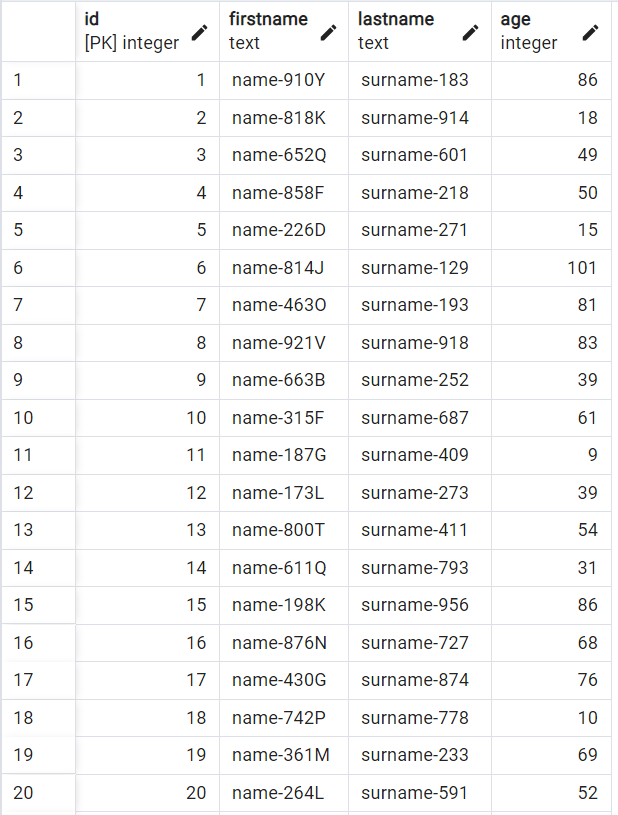 id firstname lastname age
[PK] integer text text integer
1 1 name-910Y surname-183 86
2 2 name-818K surname-914 18
3 3 name-652Q surname-601 49
4 4 name-858F surname-218 50
5 5 name-226D surname-271 15
6 6 name-814J surname-129 101
7 7 name-463O surname-193 81
8 8 name-921V surname-918 83
9 9 name-663B surname-252 39
10 10 name-315F surname-687 61
11 11 name-187G surname-409 9
12 12 name-173L surname-273 39
13 13 name-800T surname-411 54
14 14 name-611Q surname-793 31
15 15 name-198K surname-956 86
16 16 name-876N surname-727 68
17 17 name-430G surname-874 76
18 18 name-742P surname-778 10
19 19 name-361M surname-233 69
20 20 name-264L surname-591 52